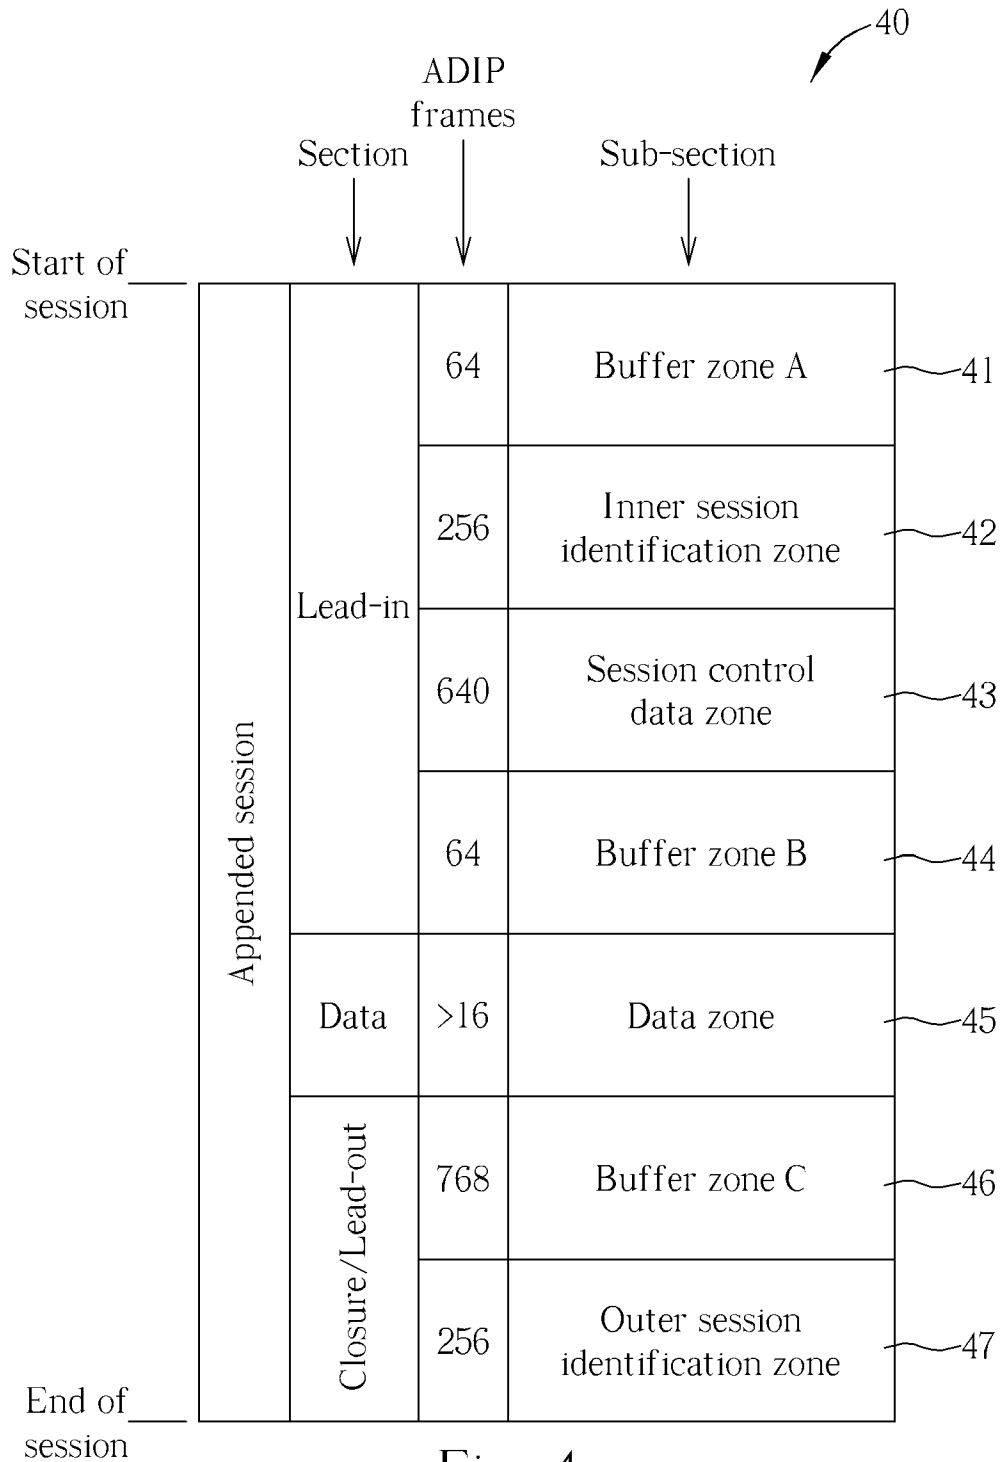 40
ADIP
frames
Section
Sub-section
Start of
session
64
Buffer zone A
41
256
Inner session
identification zone
42
Lead-in
640
Session control
data zone
43
Appended session
64
Buffer zone B
44
Data
>16
Data zone
45
Closure/Lead-out
768
Buffer zone C
46
256
Outer session
identification zone
47
End of
session